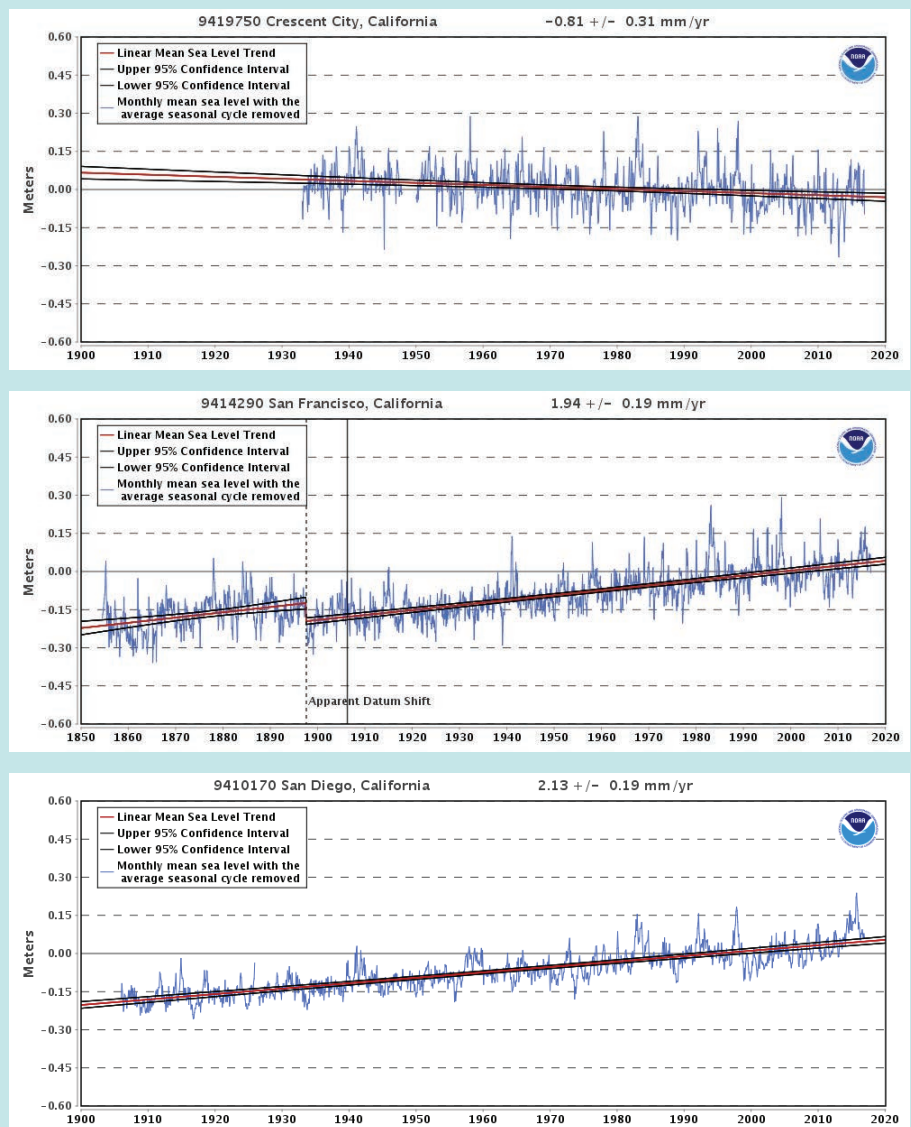 9419750 Crescent City, California −0.81 +/− 0.31 mm/yr
Meters
0.60
0.45
0.30
0.15
0.00
−0.15
−0.30
−0.45
−0.60
Linear Mean Sea Level Trend
Upper 95% Confidence Interval
Lower 95% Confidence Interval
Monthly mean sea level with the
average seasonal cycle removed
NOAA
1900 1910 1920 1930 1940 1950 1960 1970 1980 1990 2000 2010 2020
9414290 San Francisco, California 1.94 +/− 0.19 mm/yr
Meters
0.60
0.45
0.30
0.15
0.00
−0.15
−0.30
−0.45
−0.60
Linear Mean Sea Level Trend
Upper 95% Confidence Interval
Lower 95% Confidence Interval
Monthly mean sea level with the
average seasonal cycle removed
NOAA
Apparent Datum Shift
1850 1860 1870 1880 1890 1900 1910 1920 1930 1940 1950 1960 1970 1980 1990 2000 2010 2020
9410170 San Diego, California 2.13 +/− 0.19 mm/yr
Meters
0.60
0.45
0.30
0.15
0.00
−0.15
−0.30
−0.45
−0.60
Linear Mean Sea Level Trend
Upper 95% Confidence Interval
Lower 95% Confidence Interval
Monthly mean sea level with the
average seasonal cycle removed
NOAA
1900 1910 1920 1930 1940 1950 1960 1970 1980 1990 2000 2010 2020